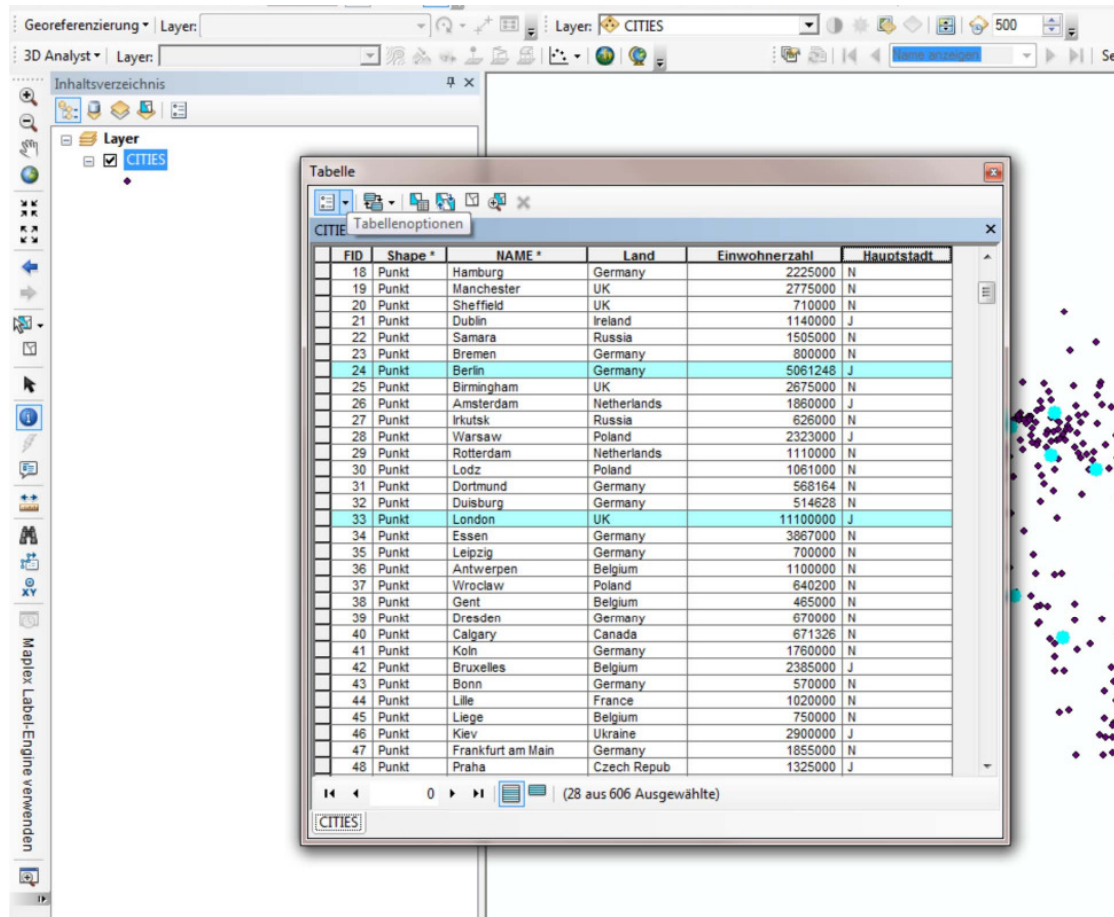 Georeferenzierung Layer: Layer: CITIES 500
3D Analyst Layer: Name anzeigen
Inhaltsverzeichnis
Layer
CITIES
Tabelle
Tabellenoptionen
FID Shape * NAME * Land Einwohnerzahl Hauptstadt
18 Punkt Hamburg Germany 2225000 N
19 Punkt Manchester UK 2775000 N
20 Punkt Sheffield UK 710000 N
21 Punkt Dublin Ireland 1140000 J
22 Punkt Samara Russia 1505000 N
23 Punkt Bremen Germany 800000 N
24 Punkt Berlin Germany 5061248 J
25 Punkt Birmingham UK 2675000 N
26 Punkt Amsterdam Netherlands 1860000 J
27 Punkt Irkutsk Russia 626000 N
28 Punkt Warsaw Poland 2323000 J
29 Punkt Rotterdam Netherlands 1110000 N
30 Punkt Lodz Poland 1061000 N
31 Punkt Dortmund Germany 568164 N
32 Punkt Duisburg Germany 514628 N
33 Punkt London UK 11100000 J
34 Punkt Essen Germany 3867000 N
35 Punkt Leipzig Germany 700000 N
36 Punkt Antwerpen Belgium 1100000 N
37 Punkt Wroclaw Poland 640200 N
38 Punkt Gent Belgium 465000 N
39 Punkt Dresden Germany 670000 N
40 Punkt Calgary Canada 671326 N
41 Punkt Koln Germany 1760000 N
42 Punkt Bruxelles Belgium 2385000 J
43 Punkt Bonn Germany 570000 N
44 Punkt Lille France 1020000 N
45 Punkt Liege Belgium 750000 N
46 Punkt Kiev Ukraine 2900000 J
47 Punkt Frankfurt am Main Germany 1855000 N
48 Punkt Praha Czech Repub 1325000 J
0 (28 aus 606 Ausgewählte)
CITIES
XY
Maplex Label-Engine verwenden